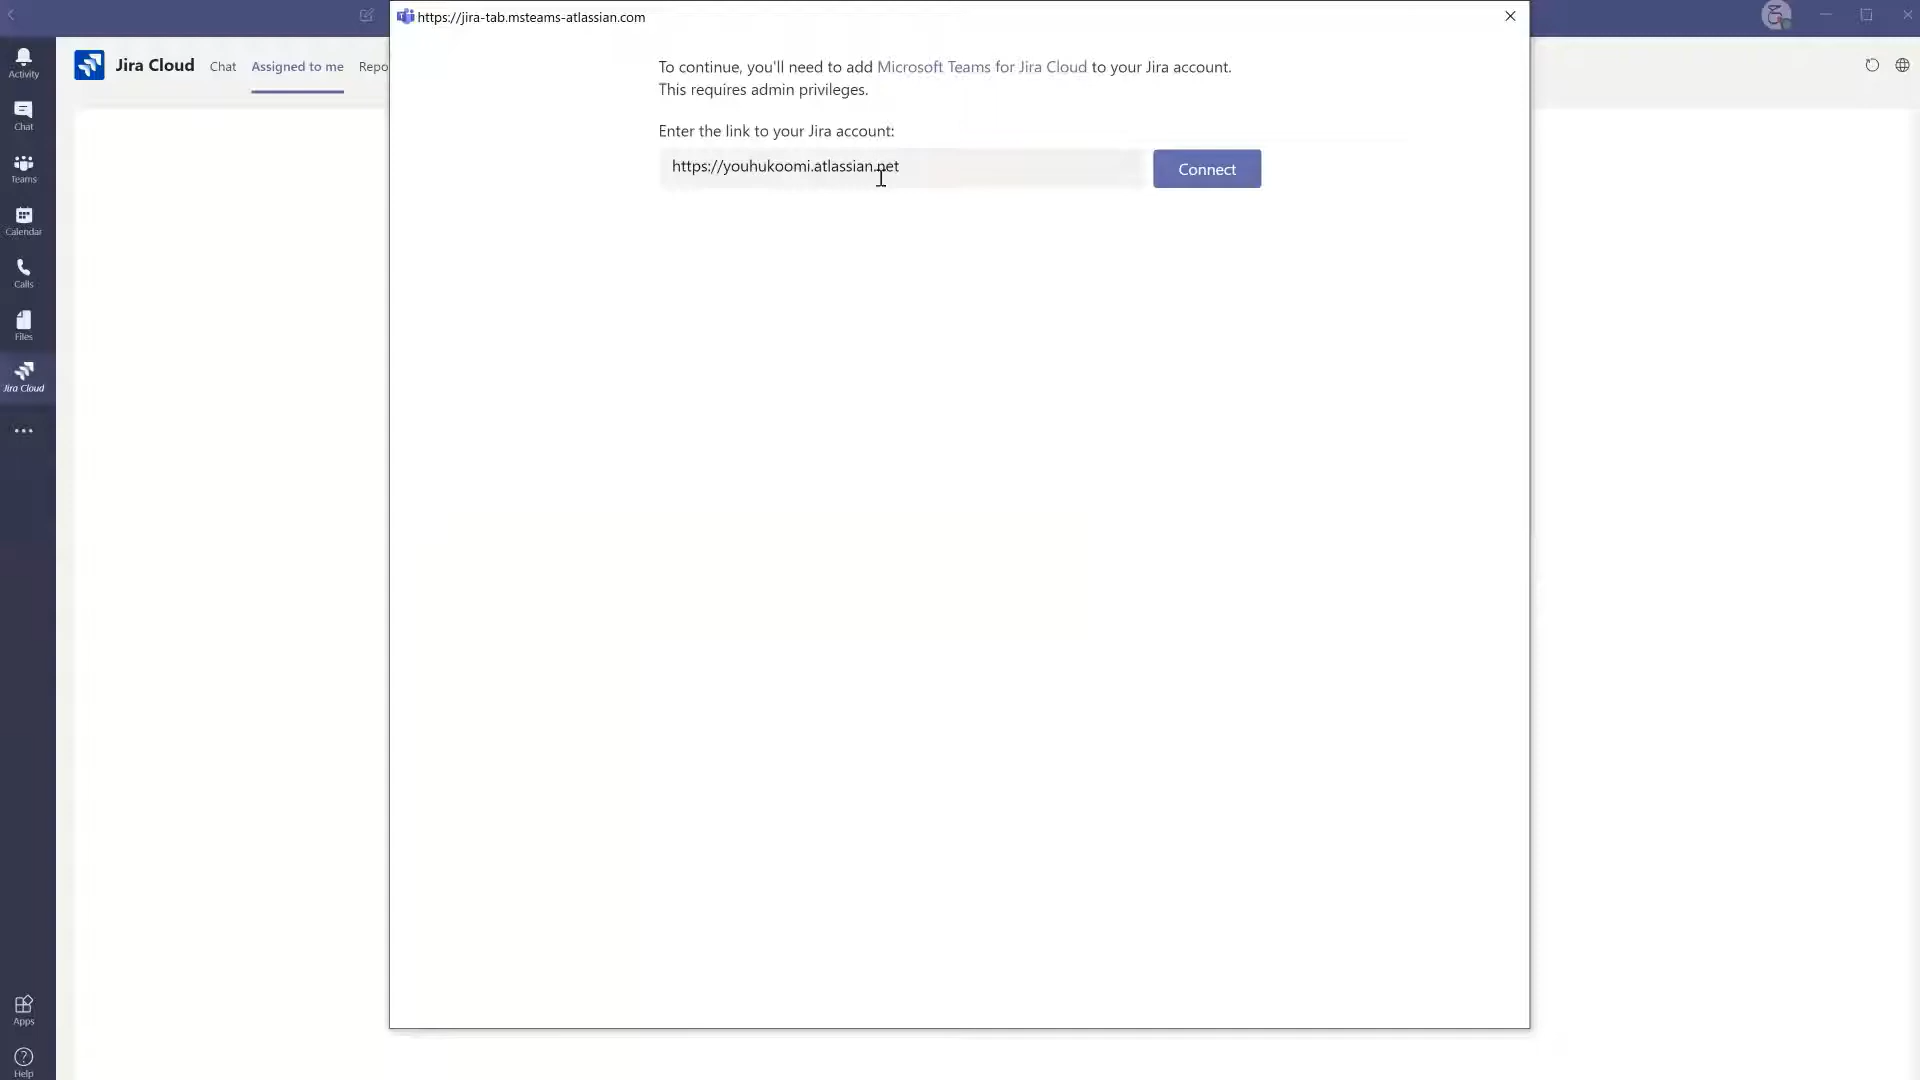 https://jira-tab.msteams-atlassian.com
Activity
Chat
Teams
Calendar
Calls
Files
Jira Cloud
Apps
Help
Jira Cloud Chat Assigned to me Repo
To continue, you'll need to add Microsoft Teams for Jira Cloud to your Jira account.
This requires admin privileges.
Enter the link to your Jira account:
https://youhukoomi.atlassian.net
Connect